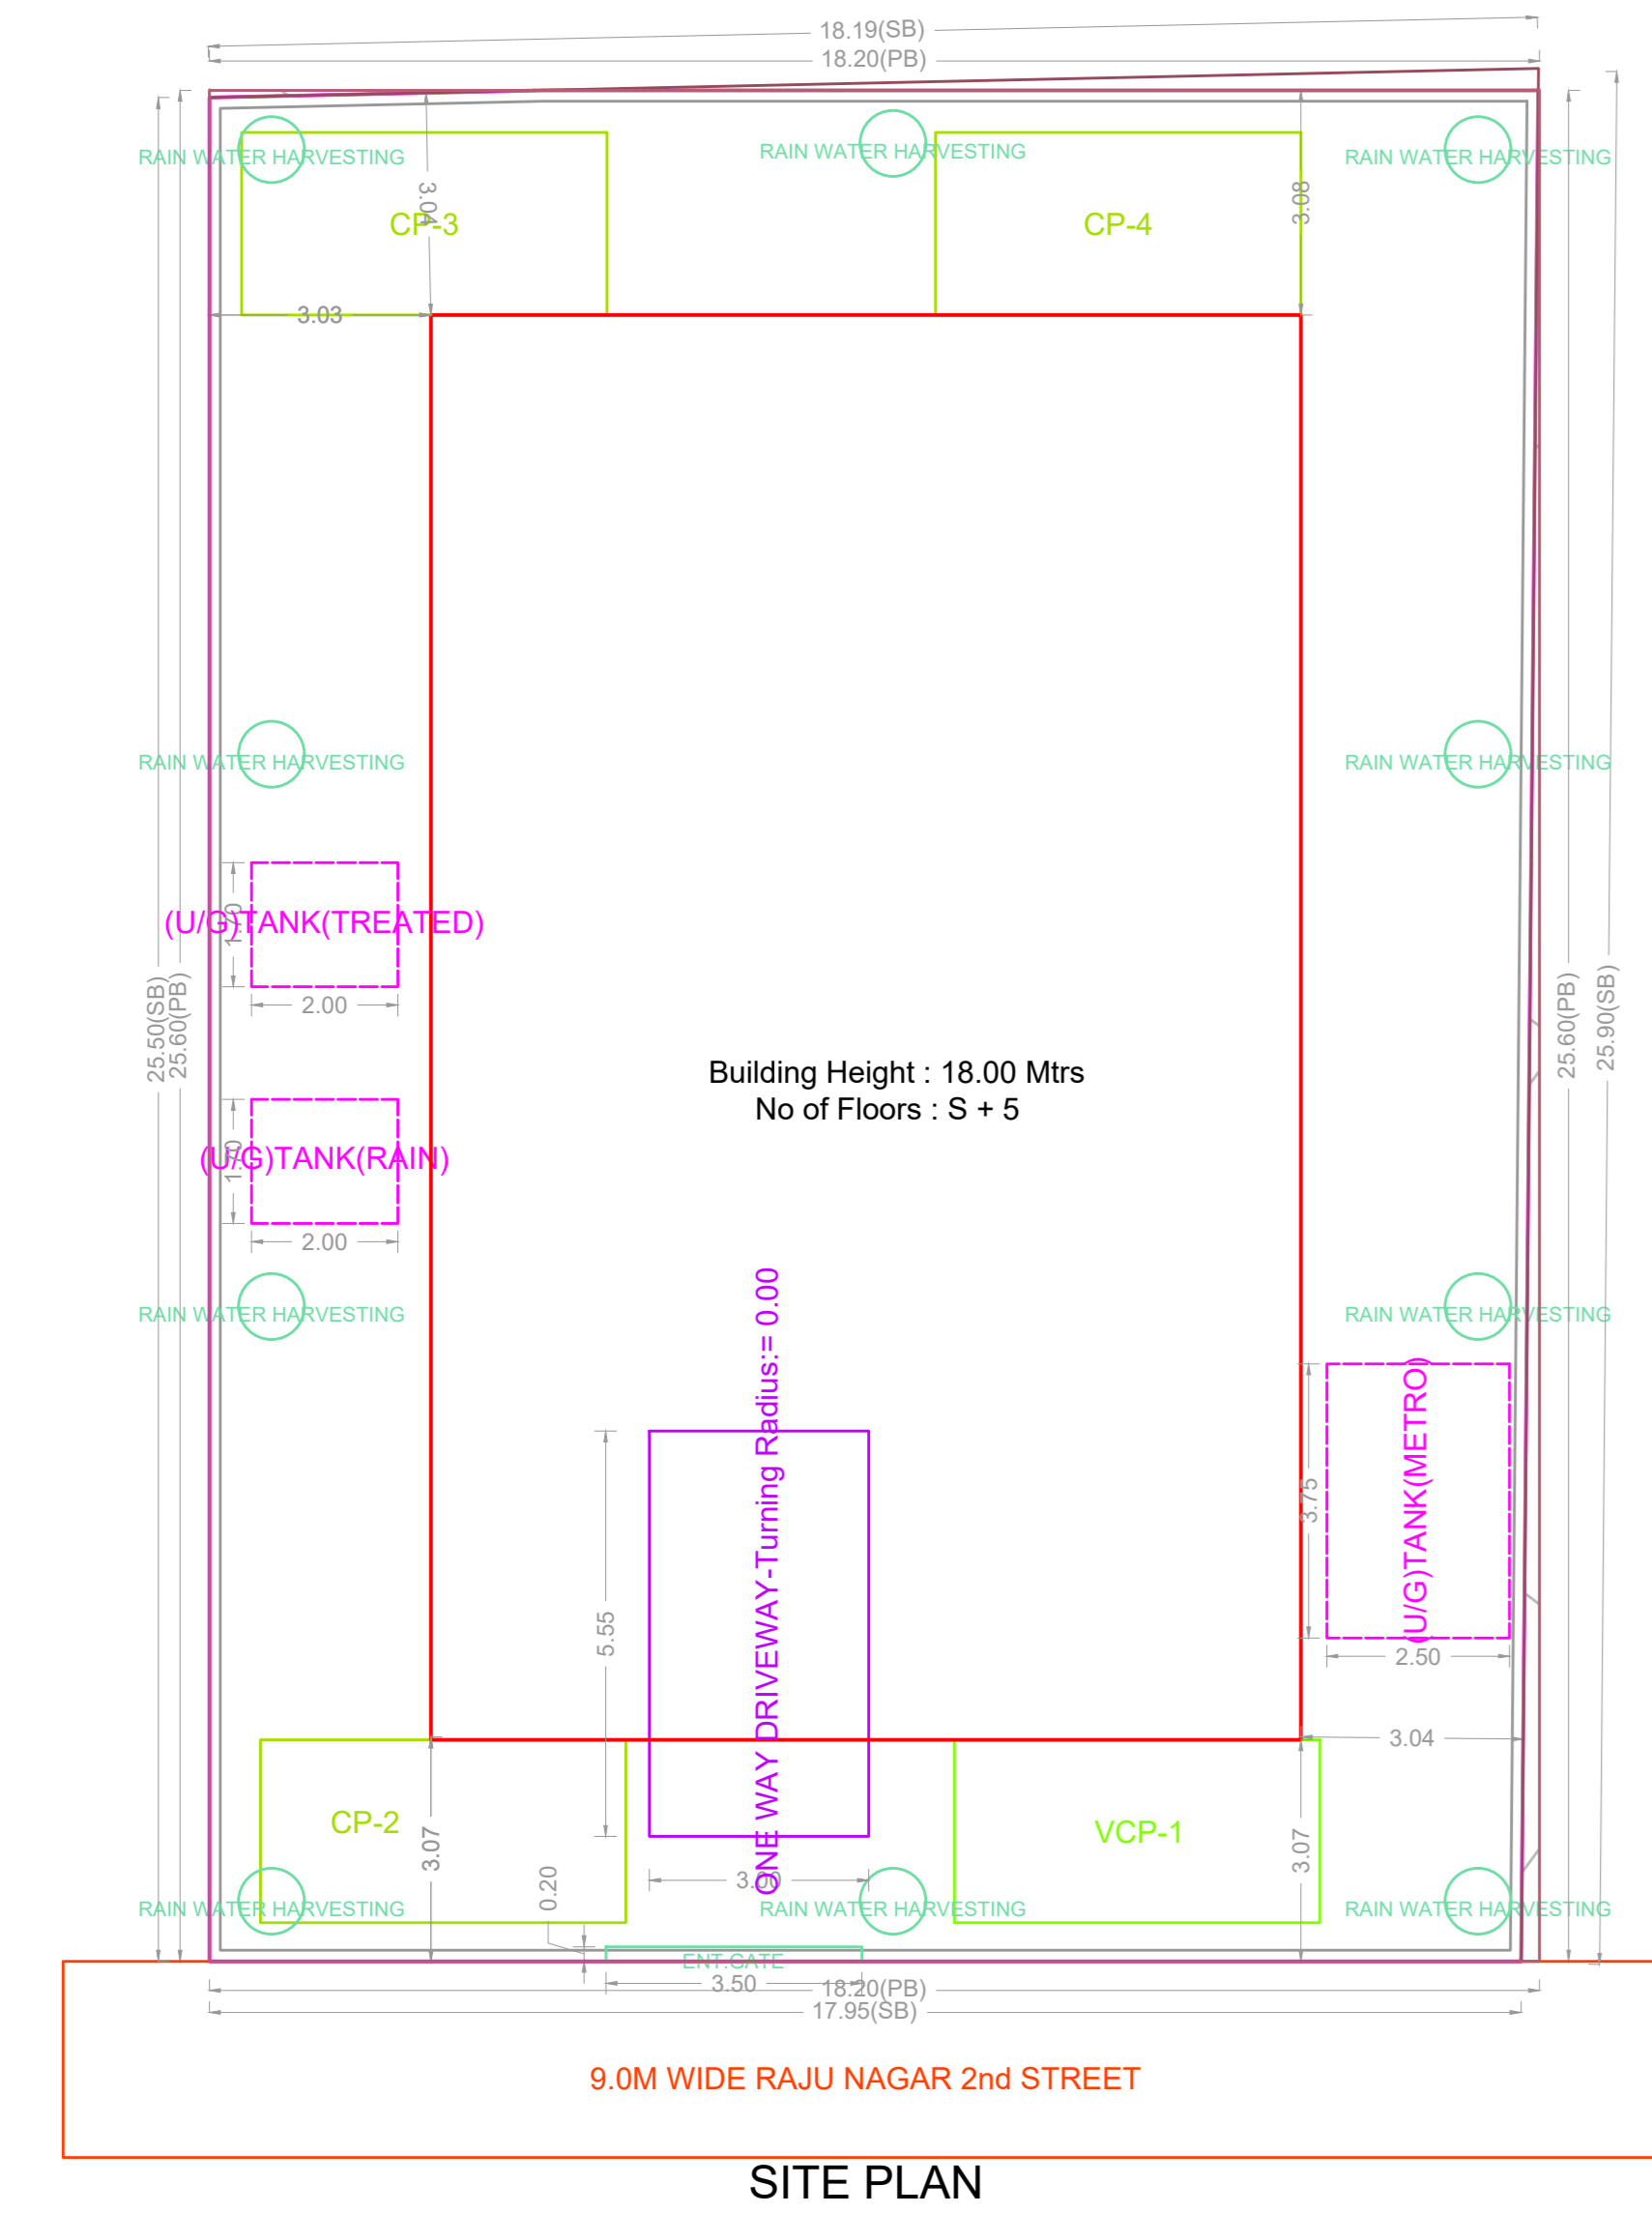 18.19(SB)
18.20(PB)
RAIN WATER HARVESTING
RAIN WATER HARVESTING
RAIN WATER HARVESTING
3.04
3.08
CP-3
CP-4
3.03
RAIN WATER HARVESTING
RAIN WATER HARVESTING
1.70
(U/G)TANK(TREATED)
2.00
25.50(SB)
25.60(PB)
25.60(PB)
25.90(SB)
Building Height : 18.00 Mtrs
No of Floors : S + 5
1.70
(U/G)TANK(RAIN)
2.00
RAIN WATER HARVESTING
RAIN WATER HARVESTING
ONE WAY DRIVEWAY-Turning Radius:= 0.00
5.55
3.75
(U/G)TANK(METRO)
2.50
3.04
CP-2
3.07
VCP-1
3.07
3.00
0.20
RAIN WATER HARVESTING
RAIN WATER HARVESTING
RAIN WATER HARVESTING
ENT.GATE
3.50
18.20(PB)
17.95(SB)
9.0M WIDE RAJU NAGAR 2nd STREET
SITE PLAN